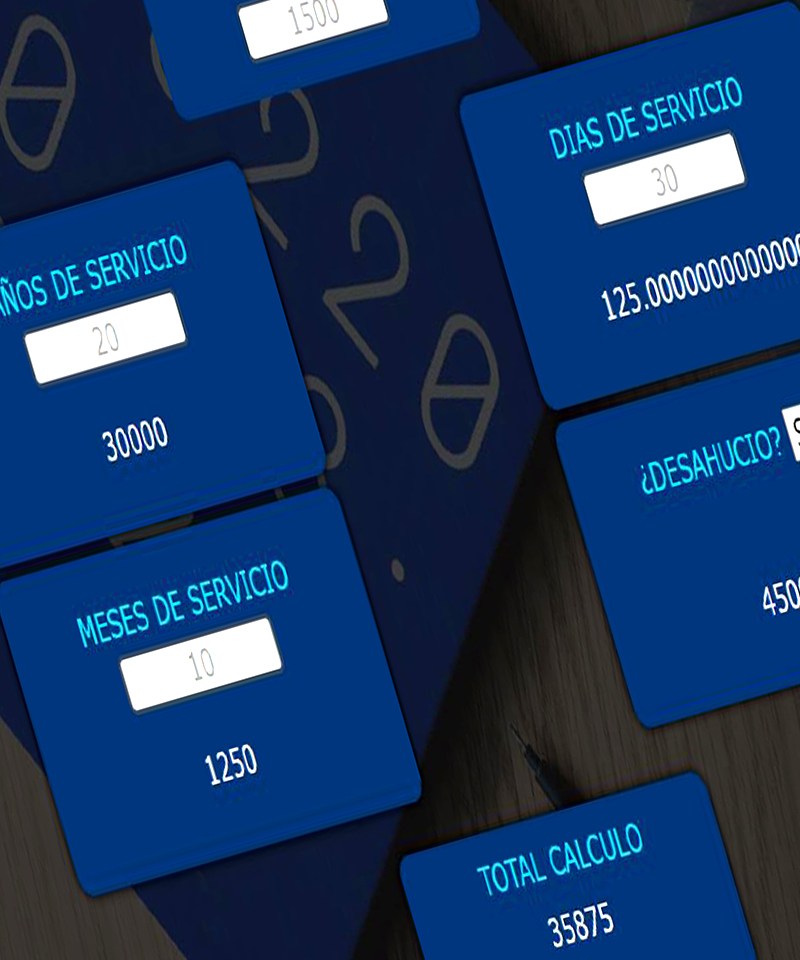 1500
AÑOS DE SERVICIO
20
30000
MESES DE SERVICIO
10
1250
DIAS DE SERVICIO
30
125.0000000000000
¿DESAHUCIO?
450
TOTAL CALCULO
35875